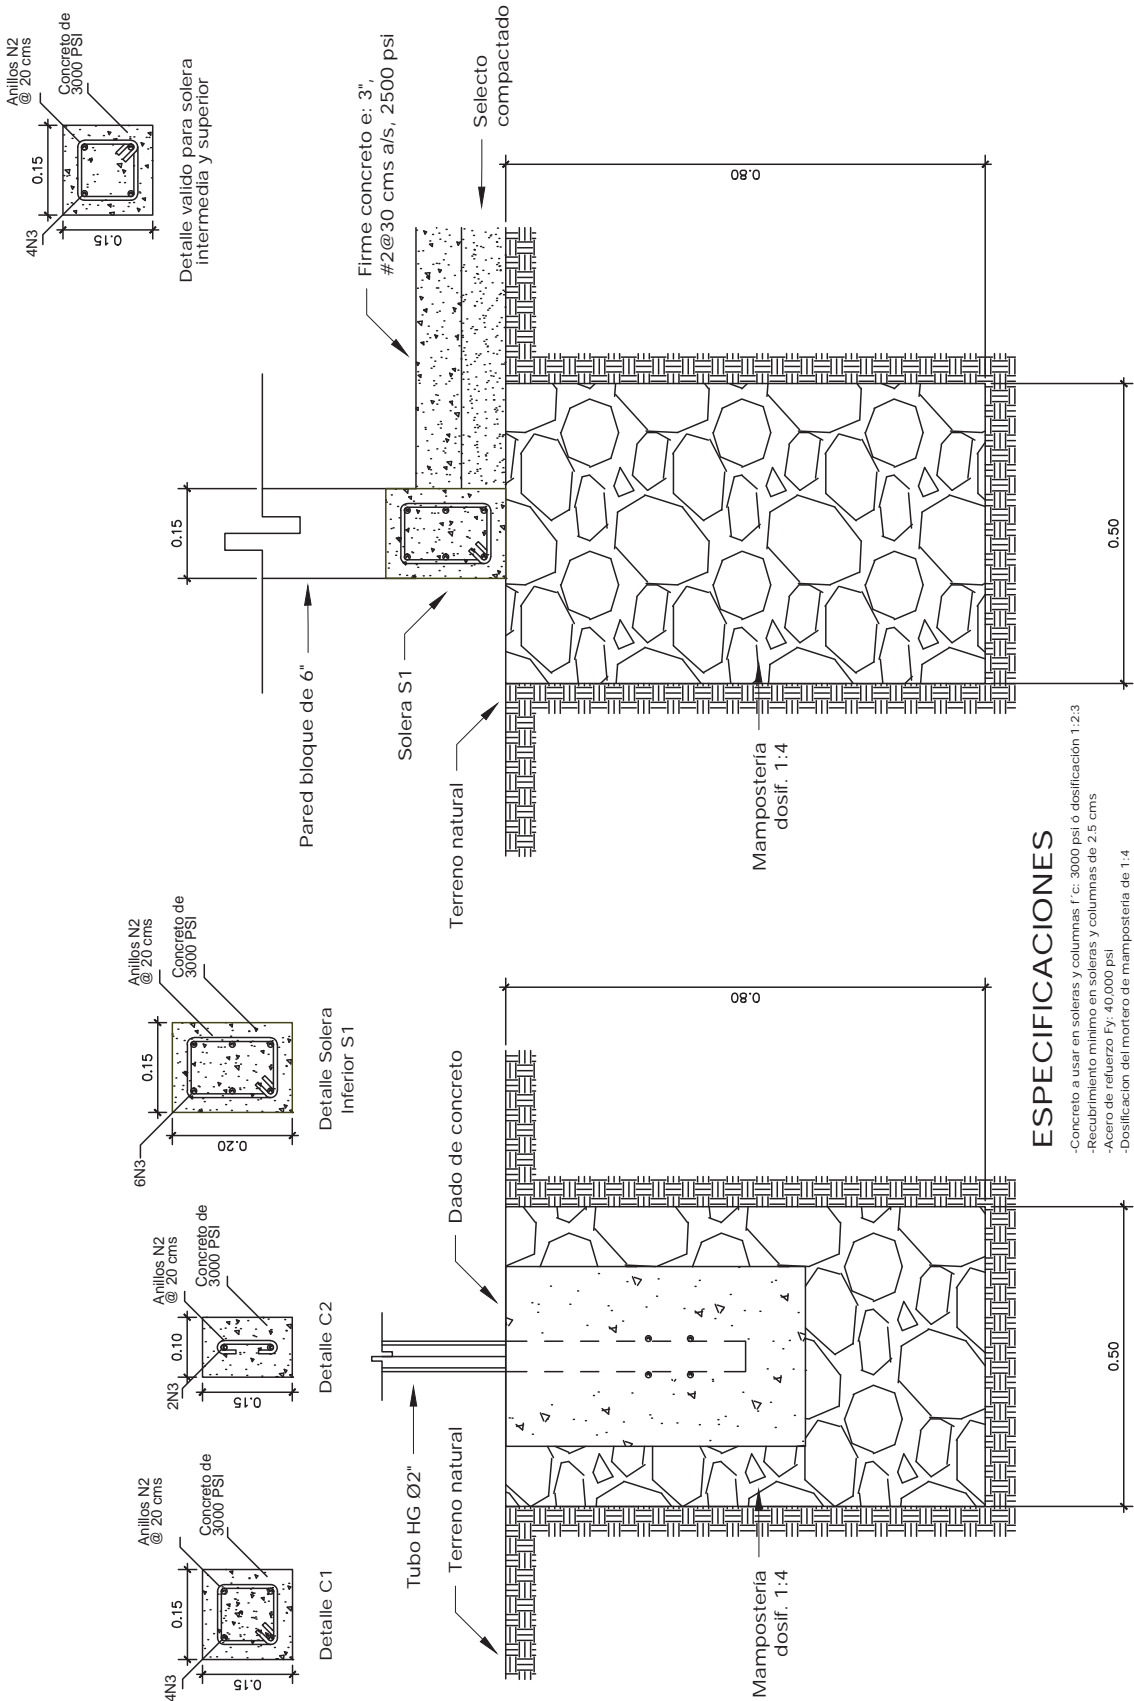 4N3
0.15
0.15
Anillos N2
@ 20 cms
Concreto de
3000 PSI
Detalle C1
2N3
0.10
0.15
Anillos N2
@ 20 cms
Concreto de
3000 PSI
Detalle C2
6N3
0.15
0.20
Anillos N2
@ 20 cms
Concreto de
3000 PSI
Detalle Solera
Inferior S1
4N3
0.15
0.15
Anillos N2
@ 20 cms
Concreto de
3000 PSI
Detalle valido para solera
intermedia y superior
Tubo HG Ø2"
Terreno natural
Dado de concreto
Mampostería
dosif. 1:4
0.80
0.50
0.15
Pared bloque de 6"
Solera S1
Terreno natural
Mampostería
dosif. 1:4
Firme concreto e: 3",
#2@30 cms a/s, 2500 psi
Selecto
compactado
0.80
0.50
ESPECIFICACIONES
-Concreto a usar en soleras y columnas f´c: 3000 psi ó dosificación 1:2:3
-Recubrimiento minimo en soleras y columnas de 2.5 cms
-Acero de refuerzo Fy: 40,000 psi
-Dosificacion del mortero de mamposteria de 1:4